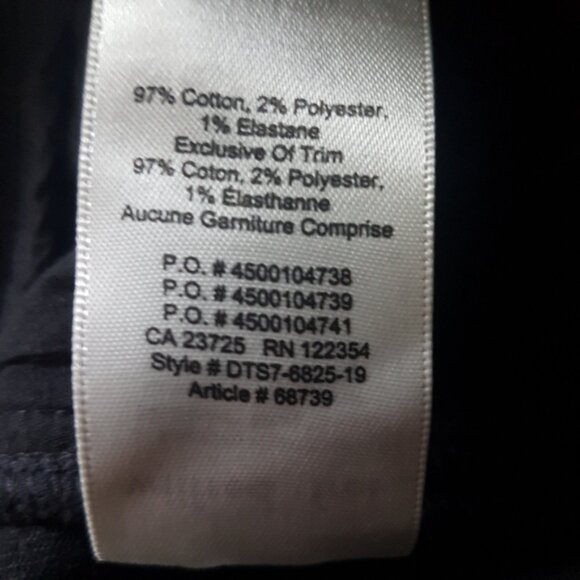 97% Cotton, 2% Polyester,
1% Elastane
Exclusive Of Trim
97% Coton, 2% Polyester,
1% Élasthanne
Aucune Garniture Comprise
P.O. # 4500104738
P.O. # 4500104739
P.O. # 4500104741
CA 23725 RN 122354
Style # DTS7-6825-19
Article # 68739